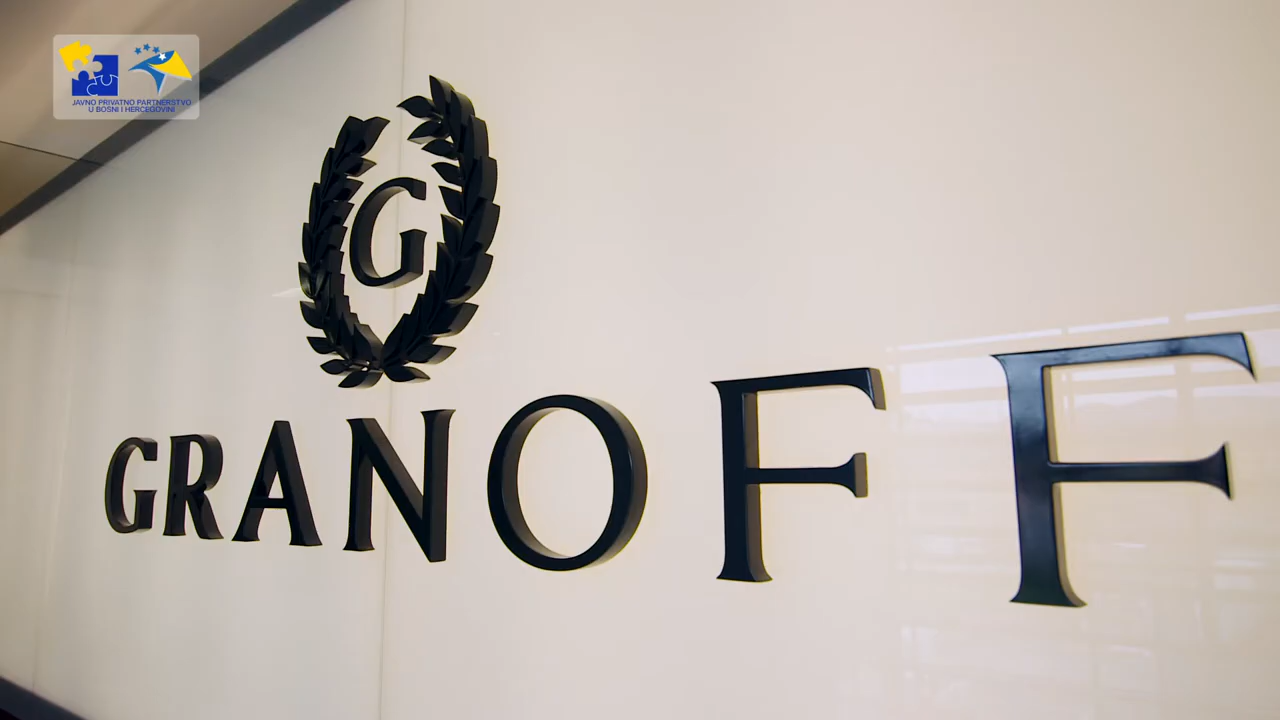 JAVNO PRIVATNO PARTNERSTVO
U BOSNI I HERCEGOVINI
G
GRANOFF